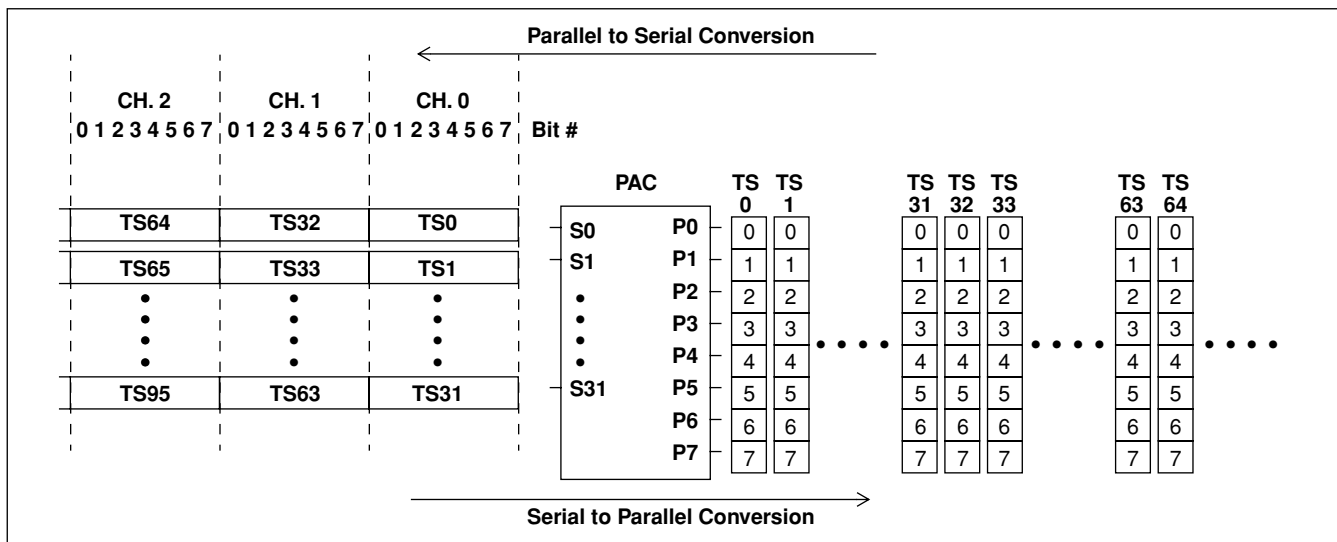 Parallel to Serial Conversion
CH. 2 CH. 1 CH. 0
0 1 2 3 4 5 6 7 0 1 2 3 4 5 6 7 0 1 2 3 4 5 6 7 Bit #
PAC TS TS TS TS TS TS TS
0 1 31 32 33 63 64
TS64 TS32 TS0 S0 P0 0 0 0 0 0 0 0
TS65 TS33 TS1 S1 P1 1 1 1 1 1 1 1
P2 2 2 2 2 2 2 2
P3 3 3 3 3 3 3 3
P4 4 4 4 4 4 4 4
TS95 TS63 TS31 S31 P5 5 5 5 5 5 5 5
P6 6 6 6 6 6 6 6
P7 7 7 7 7 7 7 7
Serial to Parallel Conversion